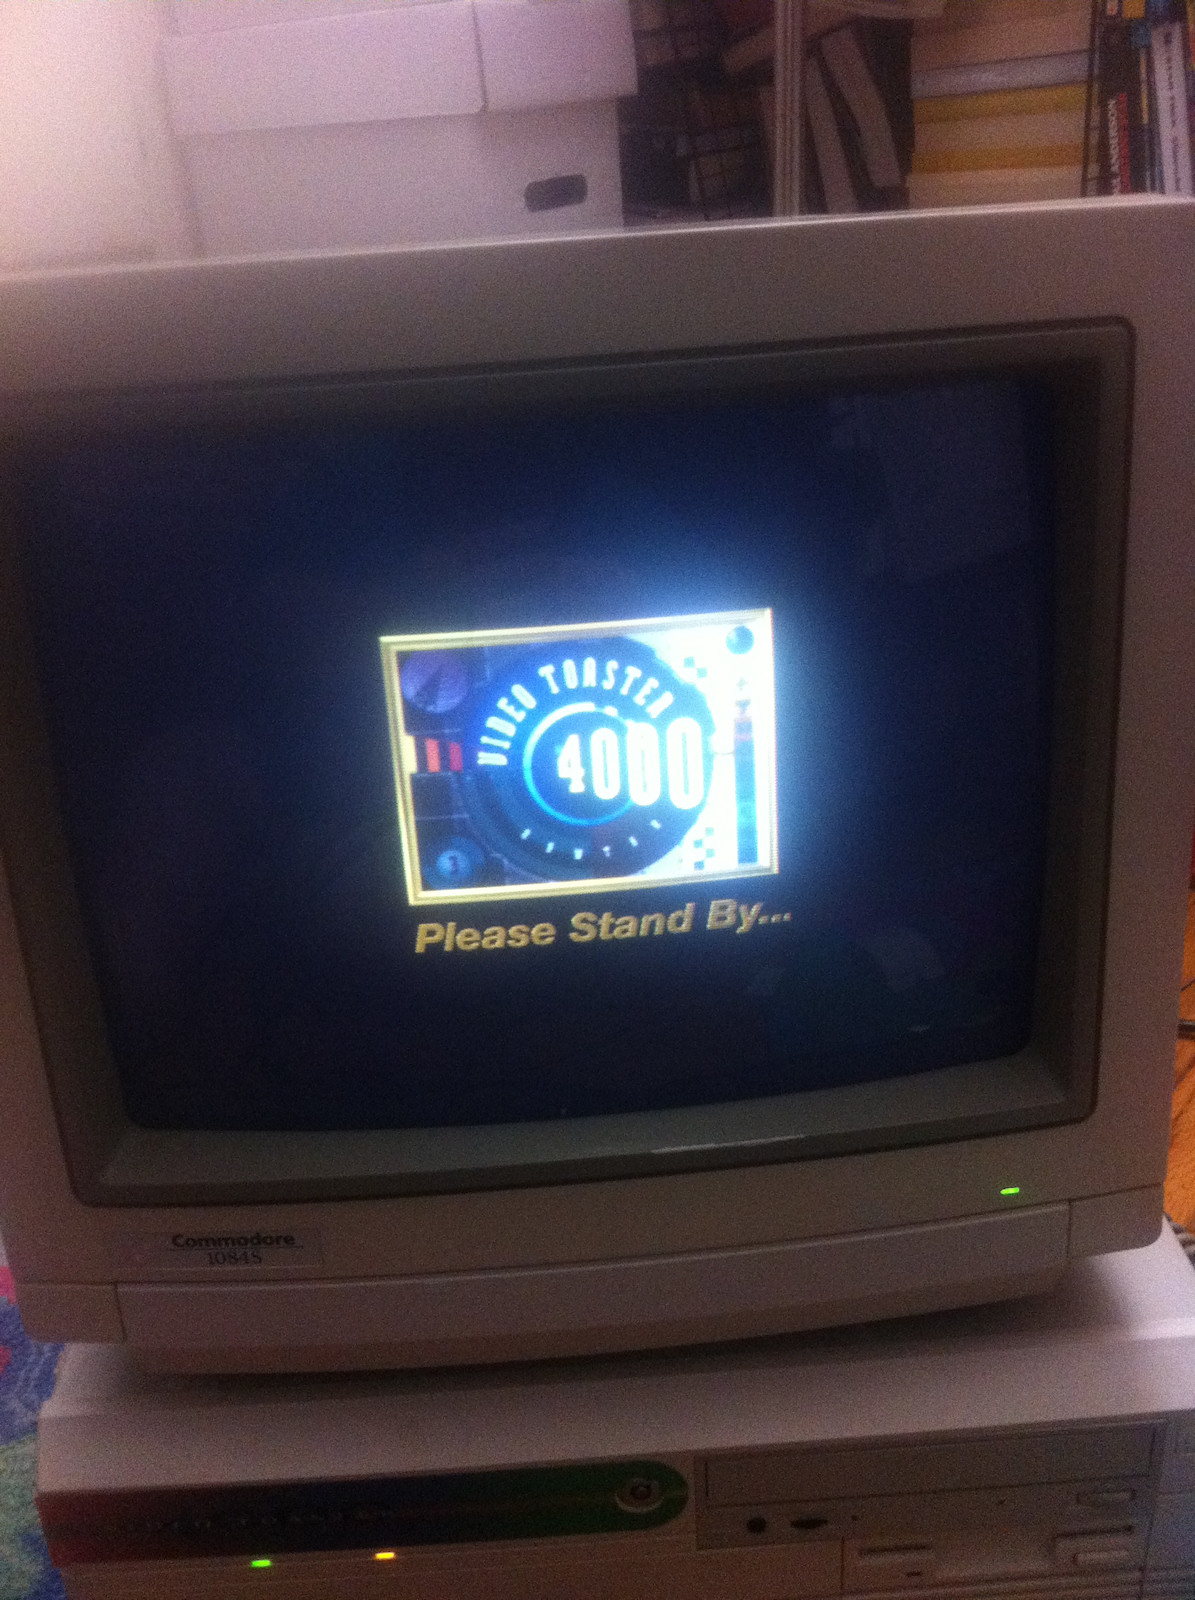 VIDEO TOASTER
4000
Please Stand By...
Commodore
1084S